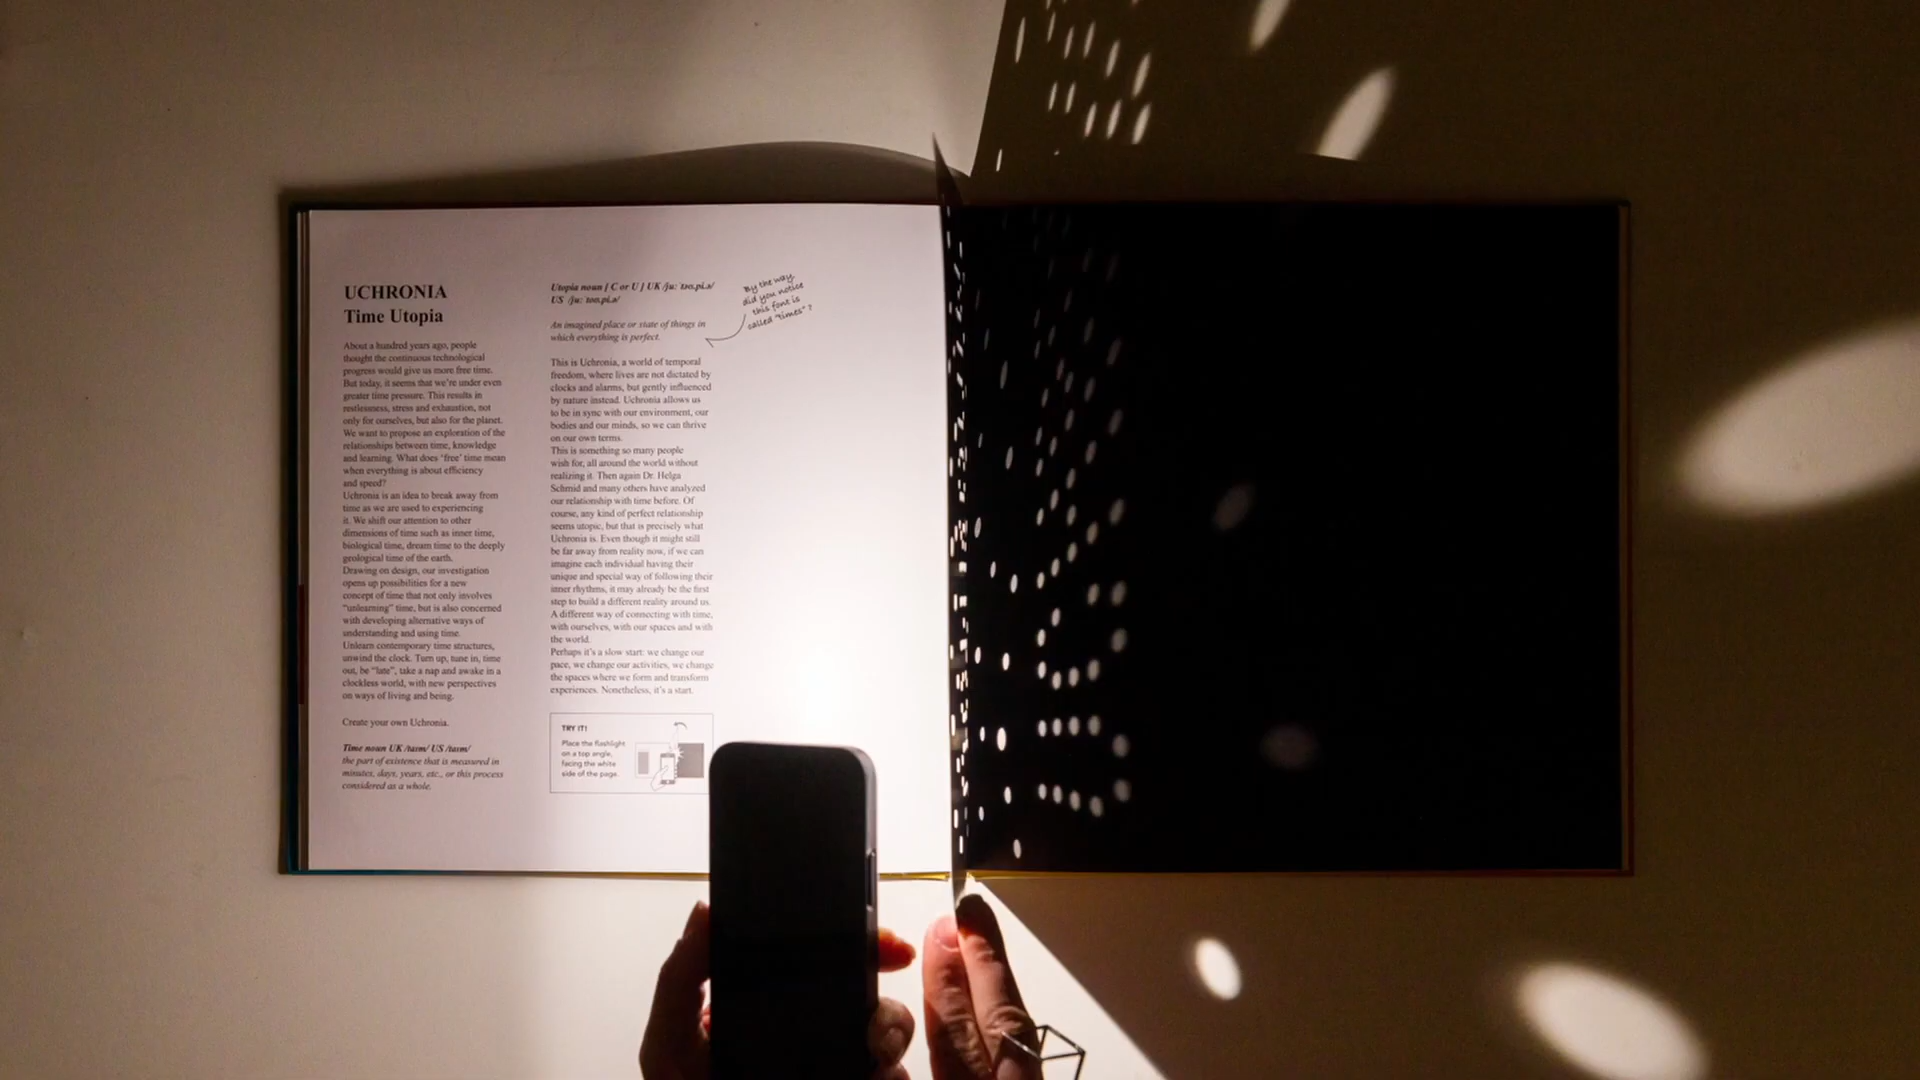 UCHRONIA
Time Utopia
About a hundred years ago, people
thought the continuous technological
progress would give us more free time.
But today, it seems that we're under even
greater time pressure. This results in
restlessness, stress and exhaustion, not
only for ourselves, but also for the planet.
We want to propose an exploration of the
relationships between time, knowledge
and learning. What does 'free' time mean
when everything is about efficiency
and speed?
Uchronia is an idea to break away from
time as we are used to experiencing
it. We shift our attention to other
dimensions of time such as inner time,
biological time, dream time to the deeply
geological time of the earth.
Drawing on design, our investigation
opens up possibilities for a new
concept of time that not only involves
"unlearning" time, but is also concerned
with developing alternative ways of
understanding and using time.
Unlearn contemporary time structures,
unwind the clock. Turn up, tune in, time
out, be "late", take a nap and awake in a
clockless world, with new perspectives
on ways of living and being.
Create your own Uchronia.
Time noun UK /taɪm/ US /taɪm/
the part of existence that is measured in
minutes, days, years, etc., or this process
considered as a whole.
Utopia noun [ C or U ] UK /juːˈtəʊ.pi.ə/
US /juːˈtoʊ.pi.ə/
An imagined place or state of things in
which everything is perfect.
This is Uchronia, a world of temporal
freedom, where lives are not dictated by
clocks and alarms, but gently influenced
by nature instead. Uchronia allows us
to be in sync with our environment, our
bodies and our minds, so we can thrive
on our own terms.
This is something so many people
wish for, all around the world without
realizing it. Then again Dr. Helga
Schmid and many others have analyzed
our relationship with time before. Of
course, any kind of perfect relationship
seems utopic, but that is precisely what
Uchronia is. Even though it might still
be far away from reality now, if we can
imagine each individual having their
unique and special way of following their
inner rhythms, it may already be the first
step to build a different reality around us.
A different way of connecting with time,
with ourselves, with our spaces and with
the world.
Perhaps it's a slow start: we change our
pace, we change our activities, we change
the spaces where we form and transform
experiences. Nonetheless, it's a start.
TRY IT!
Place the flashlight
on a top angle,
facing the white
side of the page.
By the way,
did you notice
this font is
called "times" ?